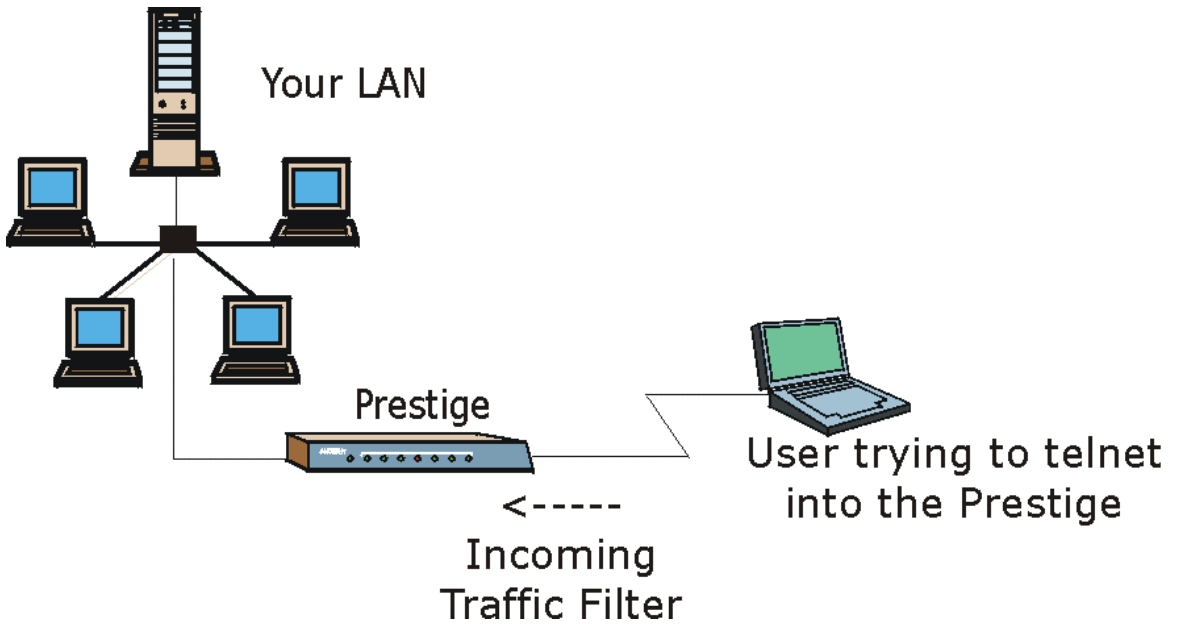 Your LAN
Prestige
User trying to telnet
into the Prestige
<-----
Incoming
Traffic Filter